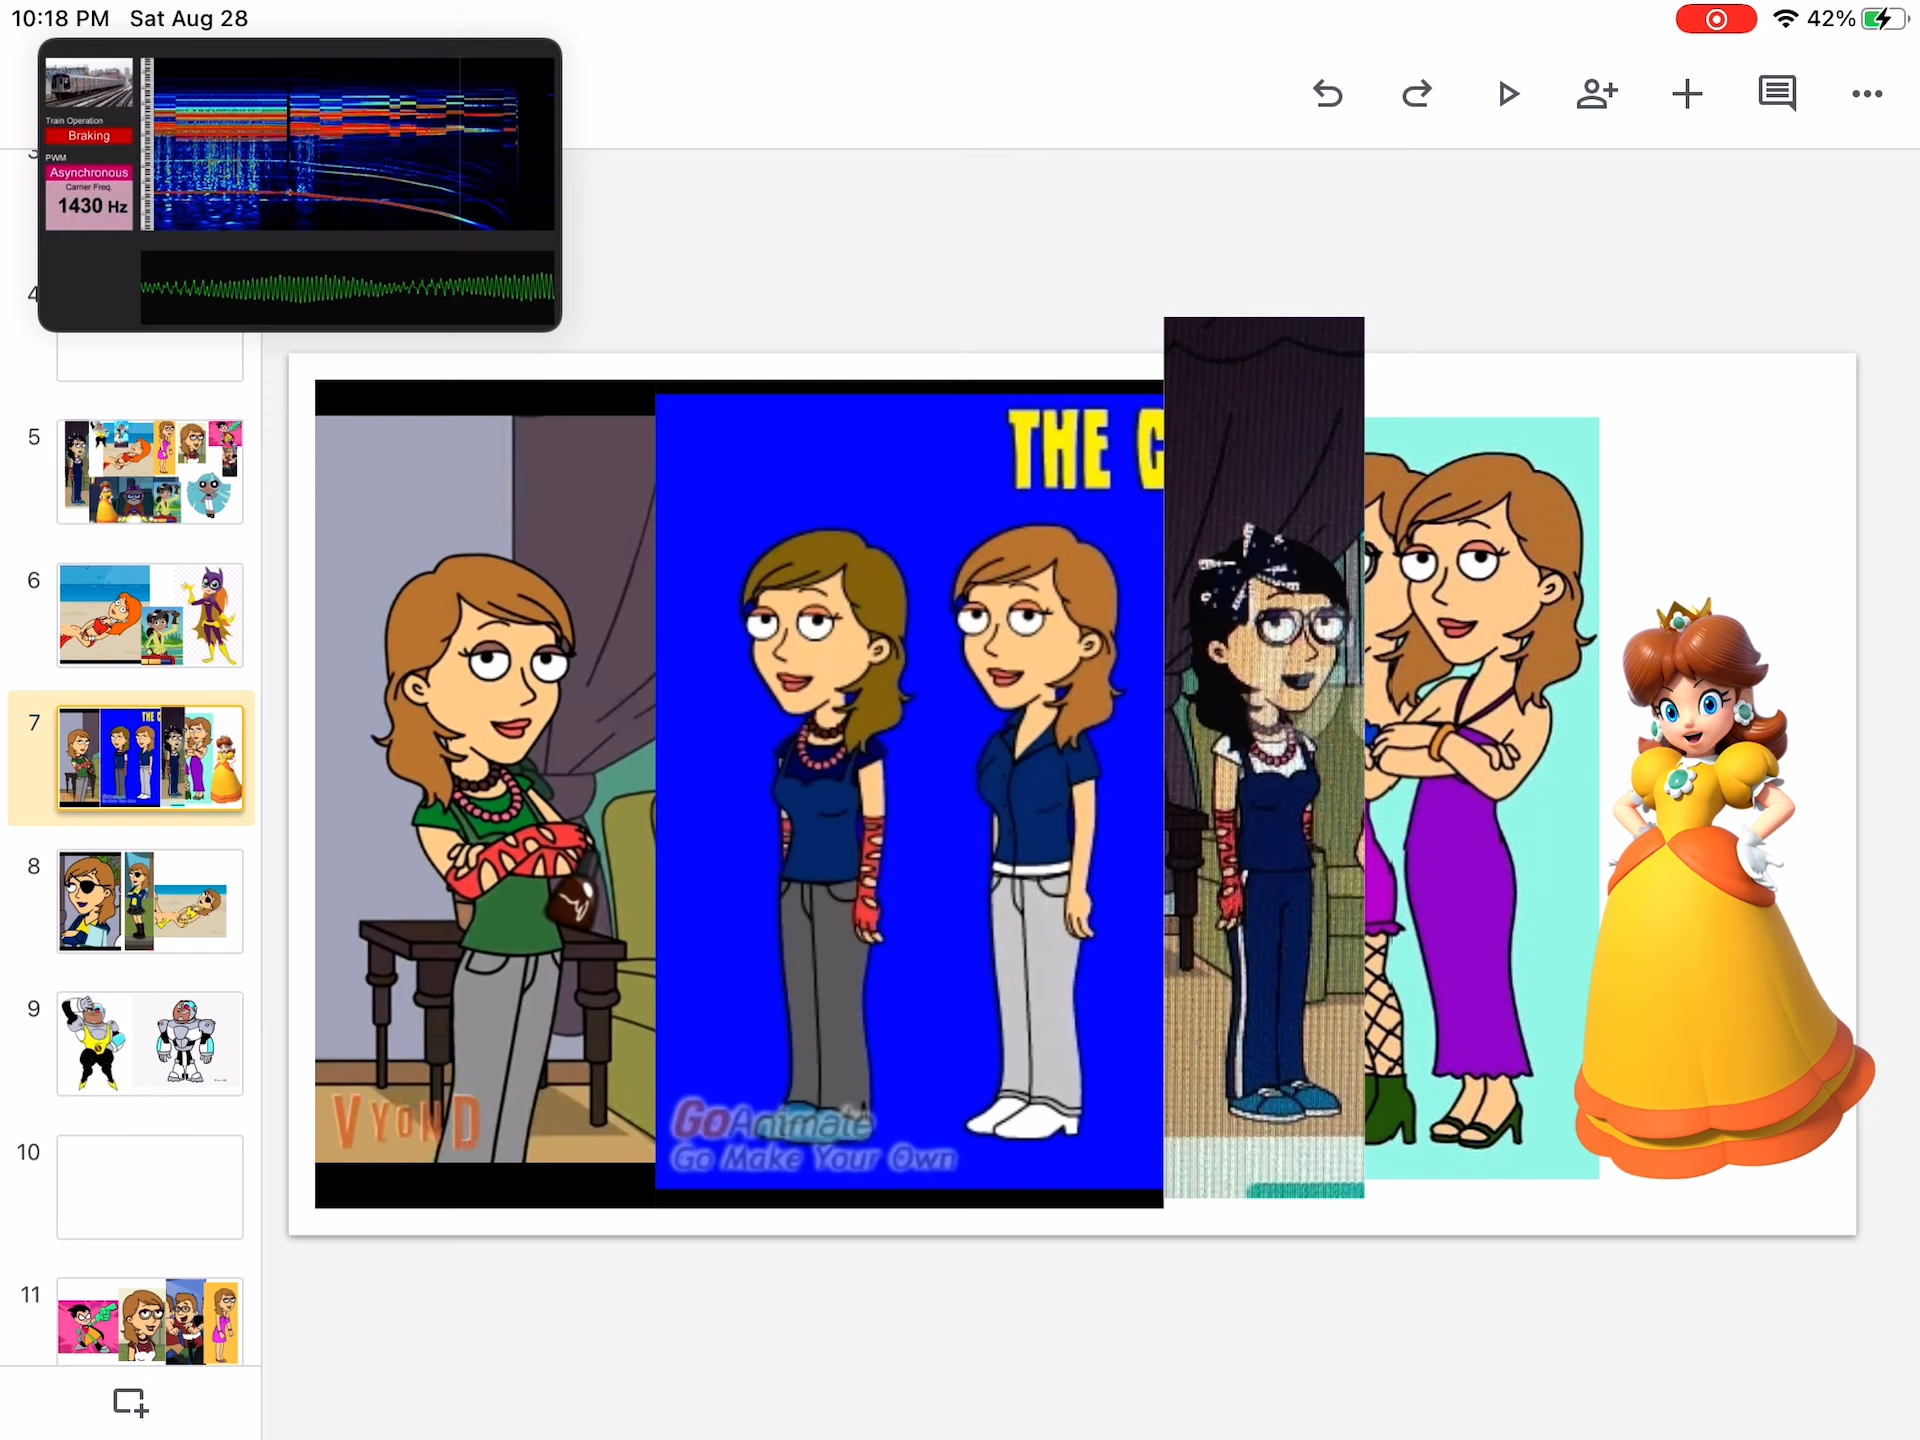 10:18 PM Sat Aug 28
42%
Train Operation
Braking
PWM
Asynchronous
Carrier Freq.
1430 Hz
4
5
6
7
8
9
10
11
THE C
VYOND
GoAnimate
Go Make Your Own
THE C